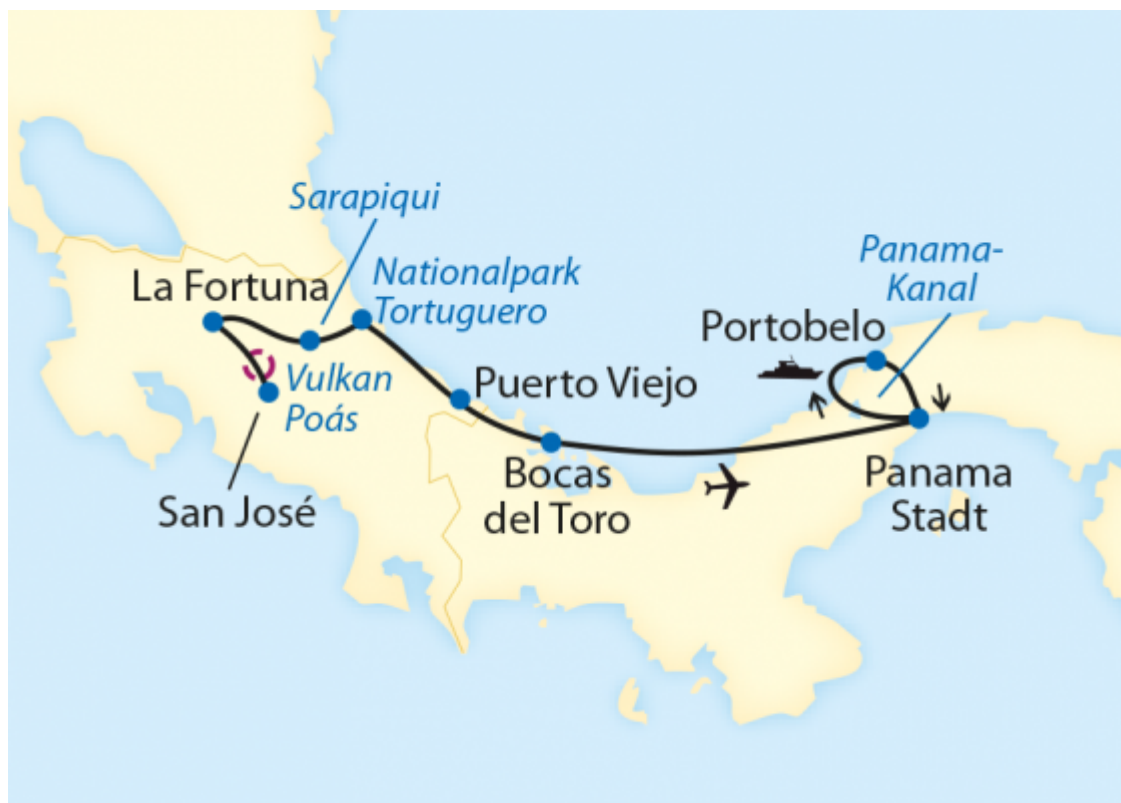 Sarapiqui
Nationalpark
Tortuguero
La Fortuna
Panama-
Kanal
Portobelo
Vulkan
Poás
Puerto Viejo
San José
Bocas
del Toro
Panama
Stadt